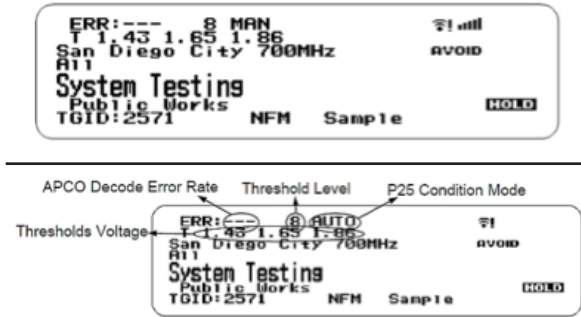 ERR:--- 8 MAN
T 1.43 1.65 1.86
San Diego City 700MHz AVOID
All
System Testing
Public Works HOLD
TGID:2571 NFM Sample
APCO Decode Error Rate Threshold Level P25 Condition Mode
ERR:--- 8 AUTO
Thresholds Voltage T 1.43 1.65 1.86
San Diego City 700MHz AVOID
All
System Testing
Public Works HOLD
TGID:2571 NFM Sample